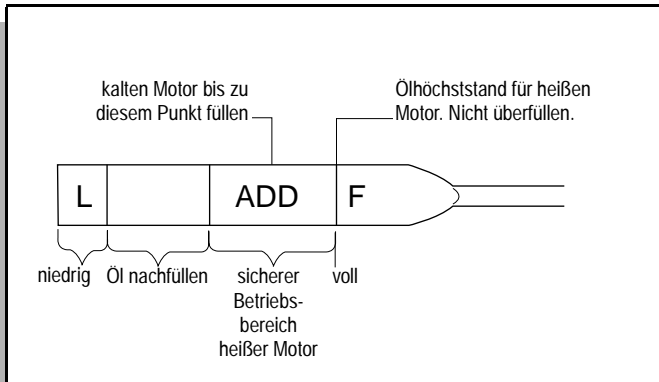 kalten Motor bis zu
diesem Punkt füllen
Ölhöchststand für heißen
Motor. Nicht überfüllen.
L
ADD
F
niedrig
Öl nachfüllen
sicherer
Betriebs-
bereich
heißer Motor
voll